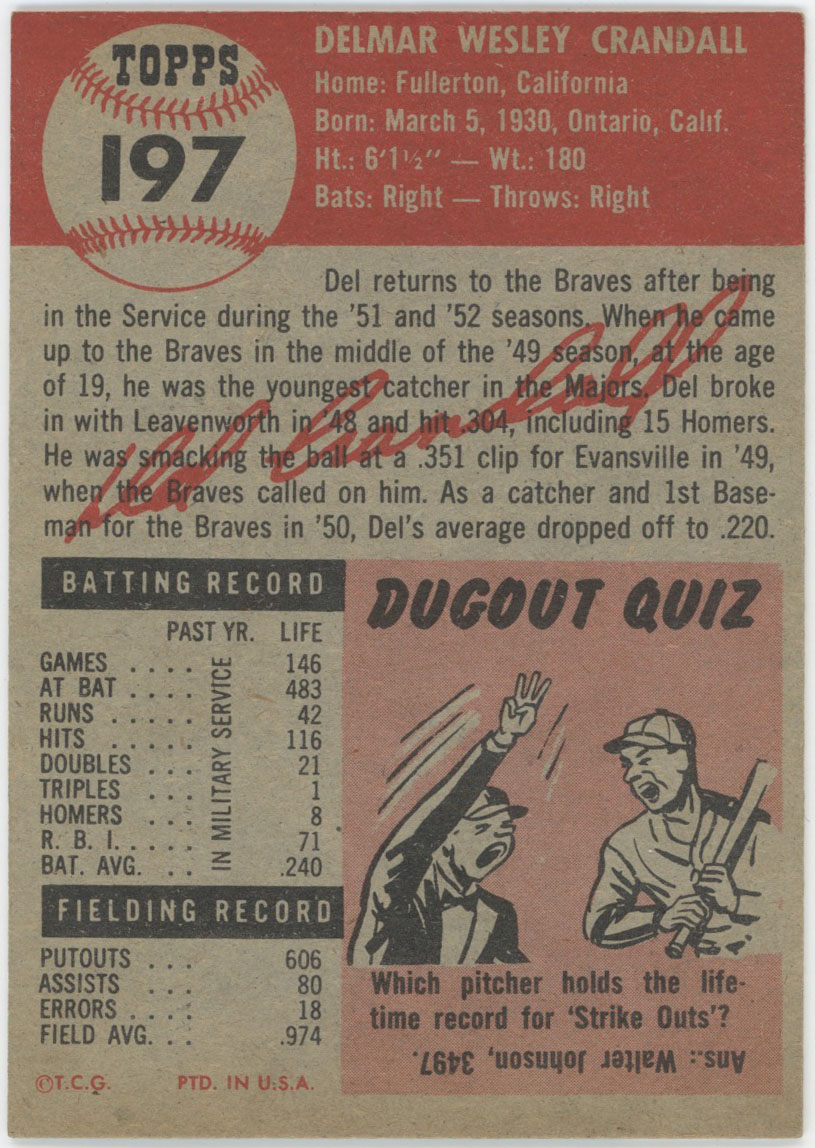 TOPPS
197
DELMAR WESLEY CRANDALL
Home: Fullerton, California
Born: March 5, 1930, Ontario, Calif.
Ht.: 6'1½" — Wt.: 180
Bats: Right — Throws: Right
Del returns to the Braves after being
in the Service during the '51 and '52 seasons. When he came
up to the Braves in the middle of the '49 season, at the age
of 19, he was the youngest catcher in the Majors. Del broke
in with Leavenworth in '48 and hit .304, including 15 Homers.
He was smacking the ball at a .351 clip for Evansville in '49,
when the Braves called on him. As a catcher and 1st Base-
man for the Braves in '50, Del's average dropped off to .220.
Del Crandall
BATTING RECORD
PAST YR. LIFE
GAMES .... 146
AT BAT .... 483
RUNS ..... 42
HITS ..... 116
DOUBLES ... 21
TRIPLES ... 1
HOMERS ... 8
R. B. I. .... 71
BAT. AVG. ... .240
IN MILITARY SERVICE
FIELDING RECORD
PUTOUTS ... 606
ASSISTS ... 80
ERRORS ... 18
FIELD AVG. .. .974
©T.C.G. PTD. IN U.S.A.
DUGOUT QUIZ
Which pitcher holds the life-
time record for 'Strike Outs'?
Ans.: Walter Johnson, 3497.